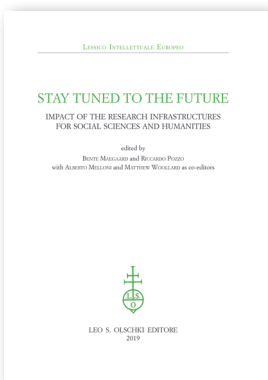 Lessico Intellettuale Europeo
STAY TUNED TO THE FUTURE
IMPACT OF THE RESEARCH INFRASTRUCTURES
FOR SOCIAL SCIENCES AND HUMANITIES
edited by
Bente Maegaard and Riccardo Pozzo
with Alberto Melloni and Matthew Woollard as co-editors
L S
O
LEO S. OLSCHKI EDITORE
2019